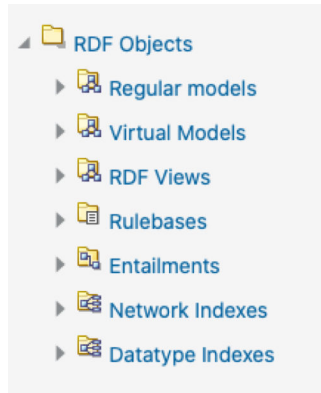 RDF Objects
Regular models
Virtual Models
RDF Views
Rulebases
Entailments
Network Indexes
Datatype Indexes